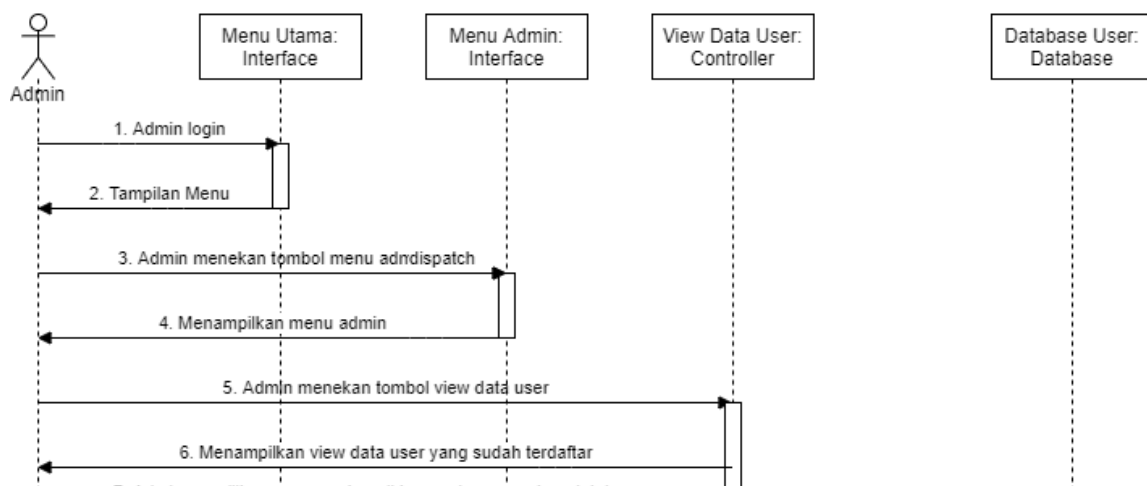 Menu Utama:
Interface
Menu Admin:
Interface
View Data User:
Controller
Database User:
Database
Admin
1. Admin login
2. Tampilan Menu
3. Admin menekan tombol menu adndispatch
4. Menampilkan menu admin
5. Admin menekan tombol view data user
6. Menampilkan view data user yang sudah terdaftar